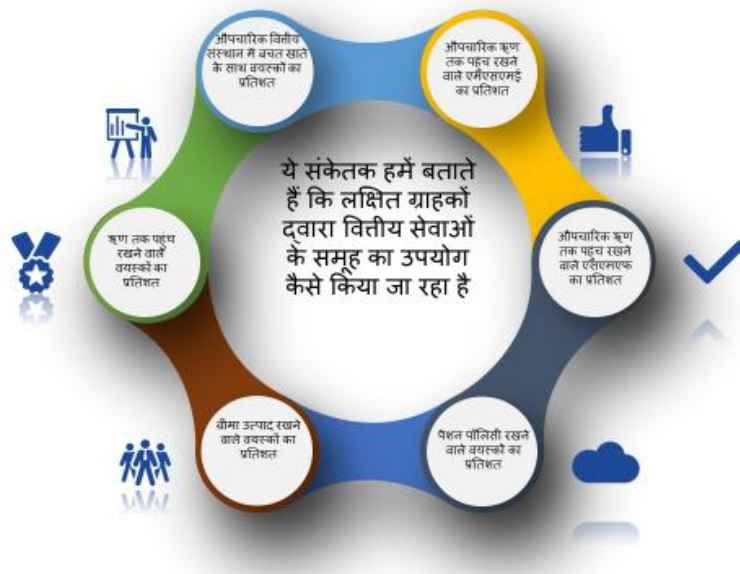 औपचारिक वित्तीय
संस्थान में बचत खाते
के साथ वयस्कों का
प्रतिशत
औपचारिक ऋण
तक पहुंच रखने
वाले एमएसएमई
का प्रतिशत
ये संकेतक हमें बताते
हैं कि लक्षित ग्राहकों
द्वारा वित्तीय सेवाओं
के समूह का उपयोग
कैसे किया जा रहा है
ऋण तक पहुंच
रखने वाले
वयस्कों का
प्रतिशत
औपचारिक ऋण
तक पहुंच रखने
वाले एसएमएफ
का प्रतिशत
बीमा उत्पाद रखने
वाले वयस्कों का
प्रतिशत
पेंशन पॉलिसी रखने
वाले वयस्कों का
प्रतिशत